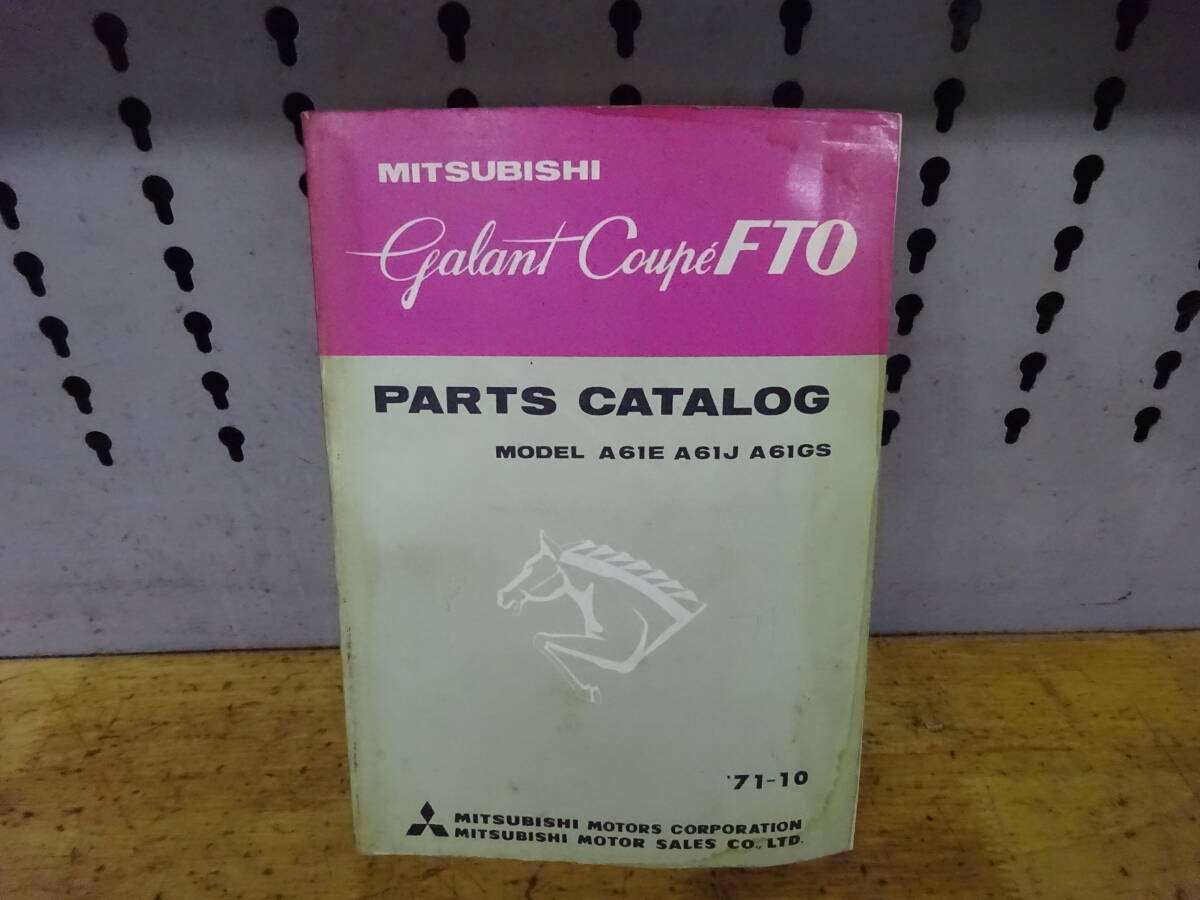 MITSUBISHI
Galant Coupé FTO
PARTS CATALOG
MODEL A61E A61J A61GS
'71-10
MITSUBISHI MOTORS CORPORATION
MITSUBISHI MOTOR SALES CO., LTD.